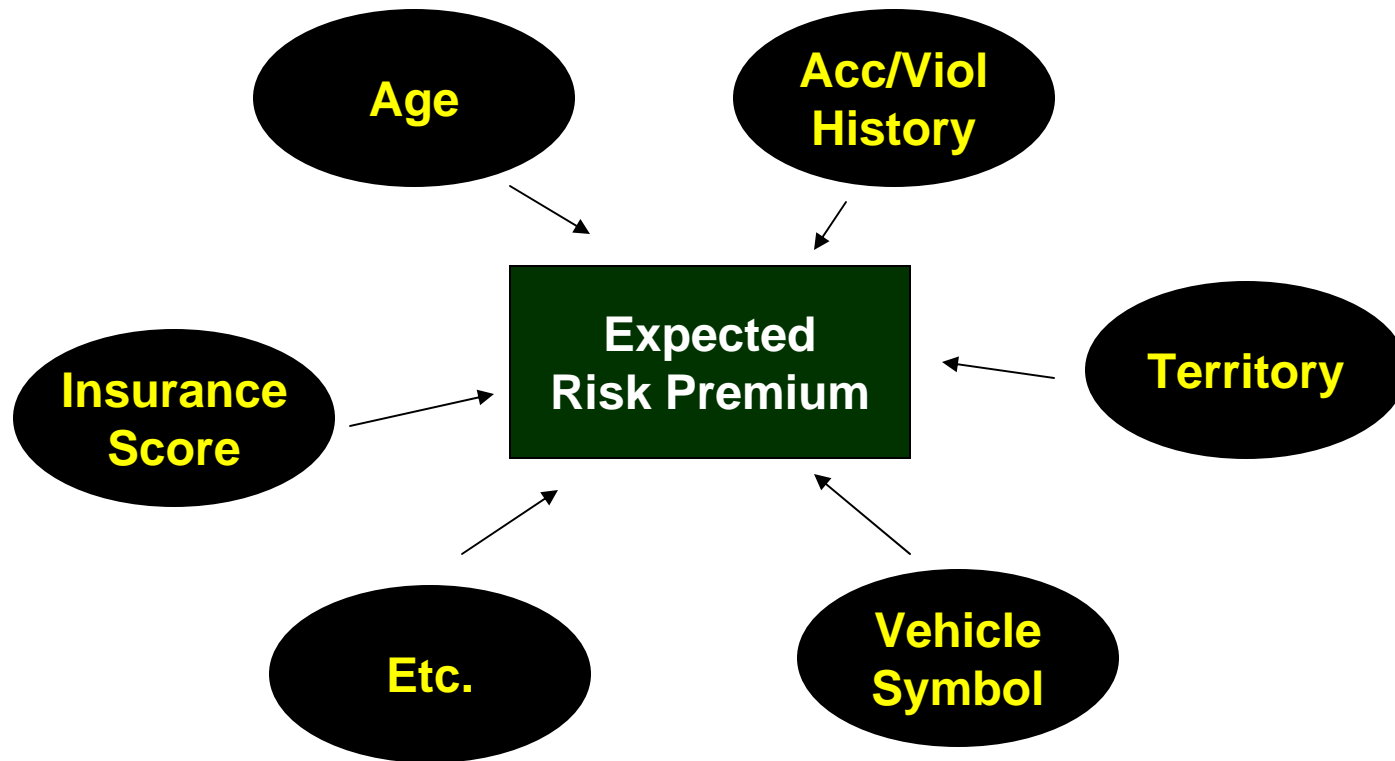 Age
Acc/Viol
History
Expected
Risk Premium
Territory
Insurance
Score
Etc.
Vehicle
Symbol